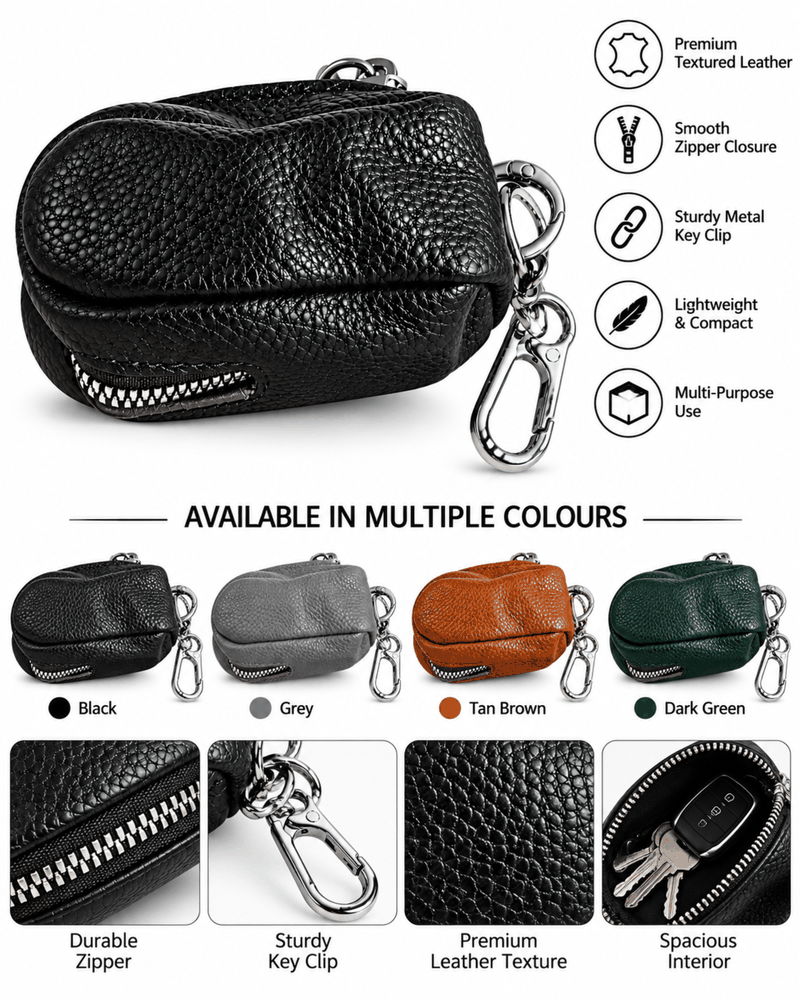 Premium
Textured Leather
Smooth
Zipper Closure
Sturdy Metal
Key Clip
Lightweight
& Compact
Multi-Purpose
Use
AVAILABLE IN MULTIPLE COLOURS
Black
Grey
Tan Brown
Dark Green
Durable
Zipper
Sturdy
Key Clip
Premium
Leather Texture
Spacious
Interior